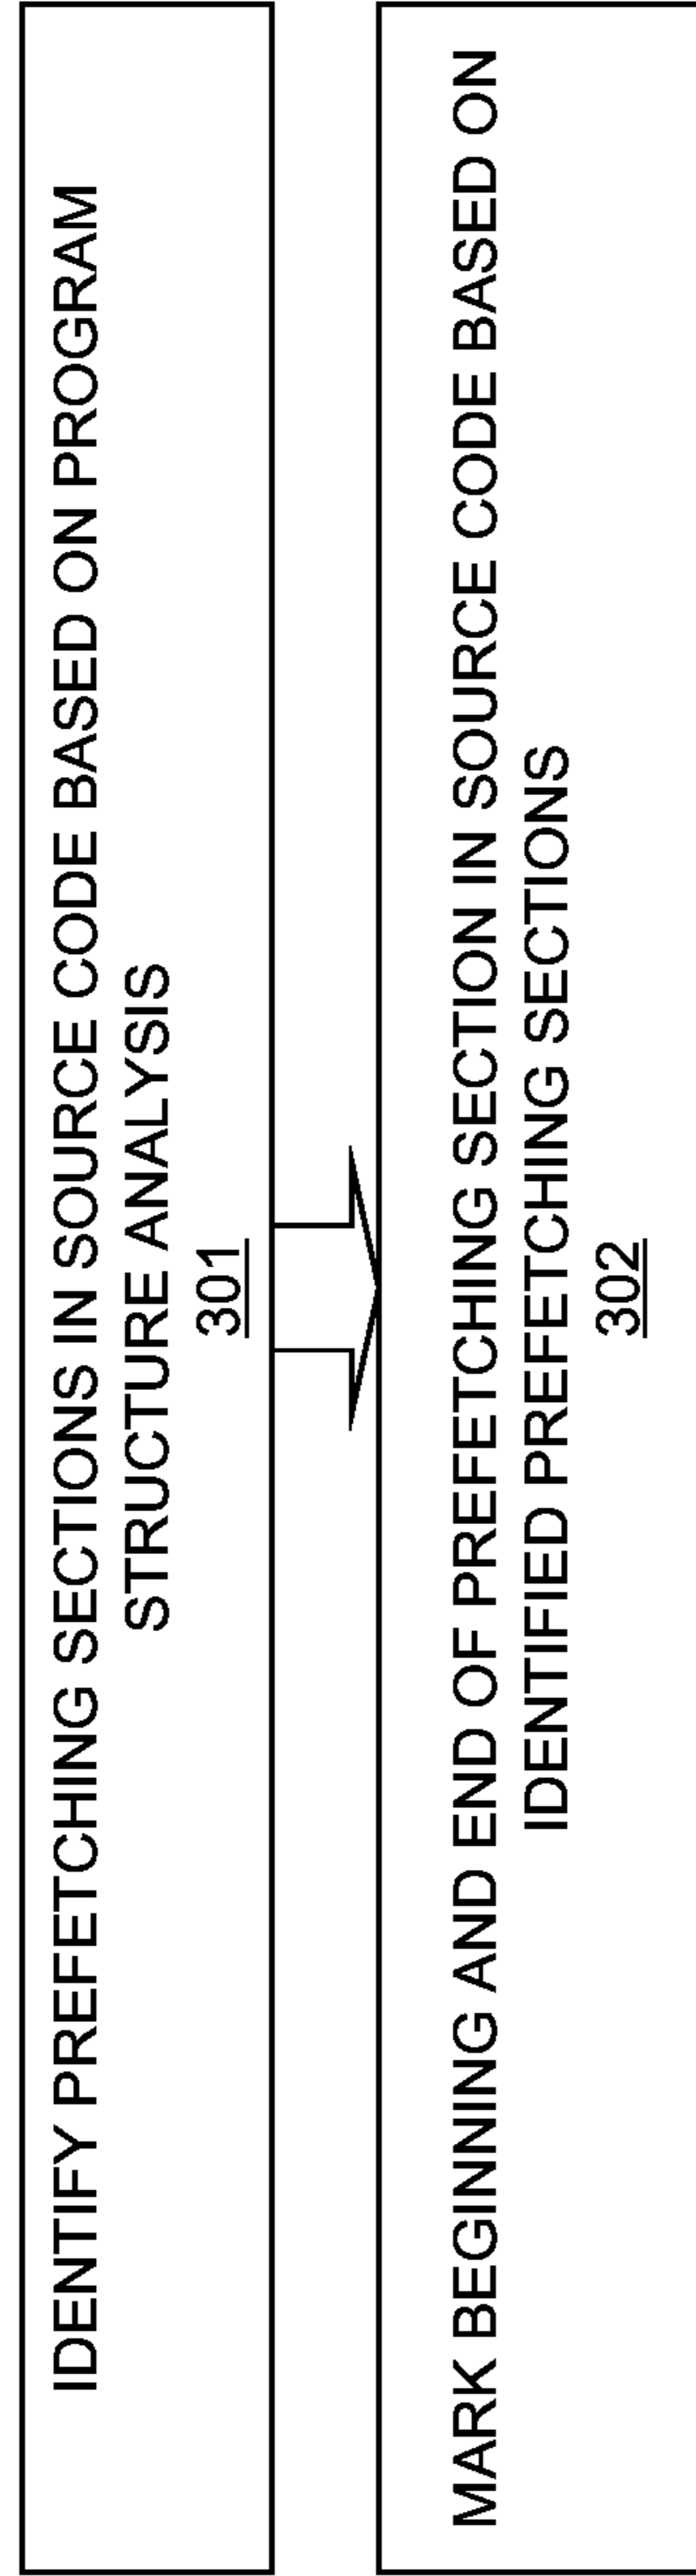 IDENTIFY PREFETCHING SECTIONS IN SOURCE CODE BASED ON PROGRAM
STRUCTURE ANALYSIS
301
MARK BEGINNING AND END OF PREFETCHING SECTION IN SOURCE CODE BASED ON
IDENTIFIED PREFETCHING SECTIONS
302